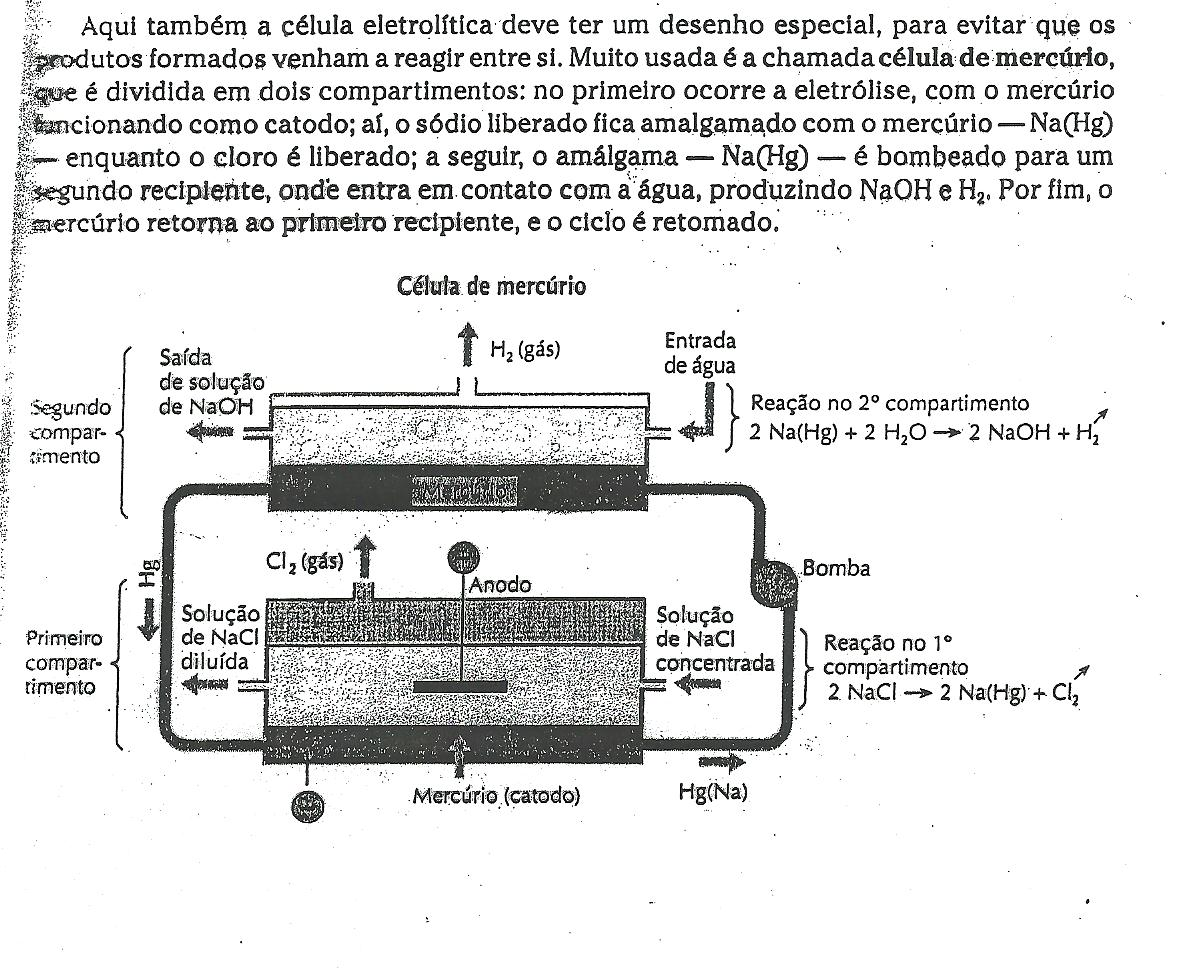 Aqui também a célula eletrolítica deve ter um desenho especial, para evitar que os
produtos formados venham a reagir entre si. Muito usada é a chamada célula de mercúrio,
que é dividida em dois compartimentos: no primeiro ocorre a eletrólise, com o mercúrio
funcionando como catodo; aí, o sódio liberado fica amalgamado com o mercúrio — Na(Hg)
— enquanto o cloro é liberado; a seguir, o amálgama — Na(Hg) — é bombeado para um
segundo recipiente, onde entra em contato com a água, produzindo NaOH e H₂. Por fim, o
mercúrio retorna ao primeiro recipiente, e o ciclo é retomado.
Célula de mercúrio
H₂ (gás)
Entrada
de água
Saída
de solução
de NaOH
Segundo
compar-
timento
Reação no 2º compartimento
2 Na(Hg) + 2 H₂O → 2 NaOH + H₂↗
Mercúrio
Cl₂ (gás)
Anodo
Bomba
Hg
Primeiro
compar-
timento
Solução
de NaCl
diluída
Solução
de NaCl
concentrada
Reação no 1º
compartimento
2 NaCl → 2 Na(Hg) + Cl₂↗
Mercúrio (catodo)
Hg(Na)